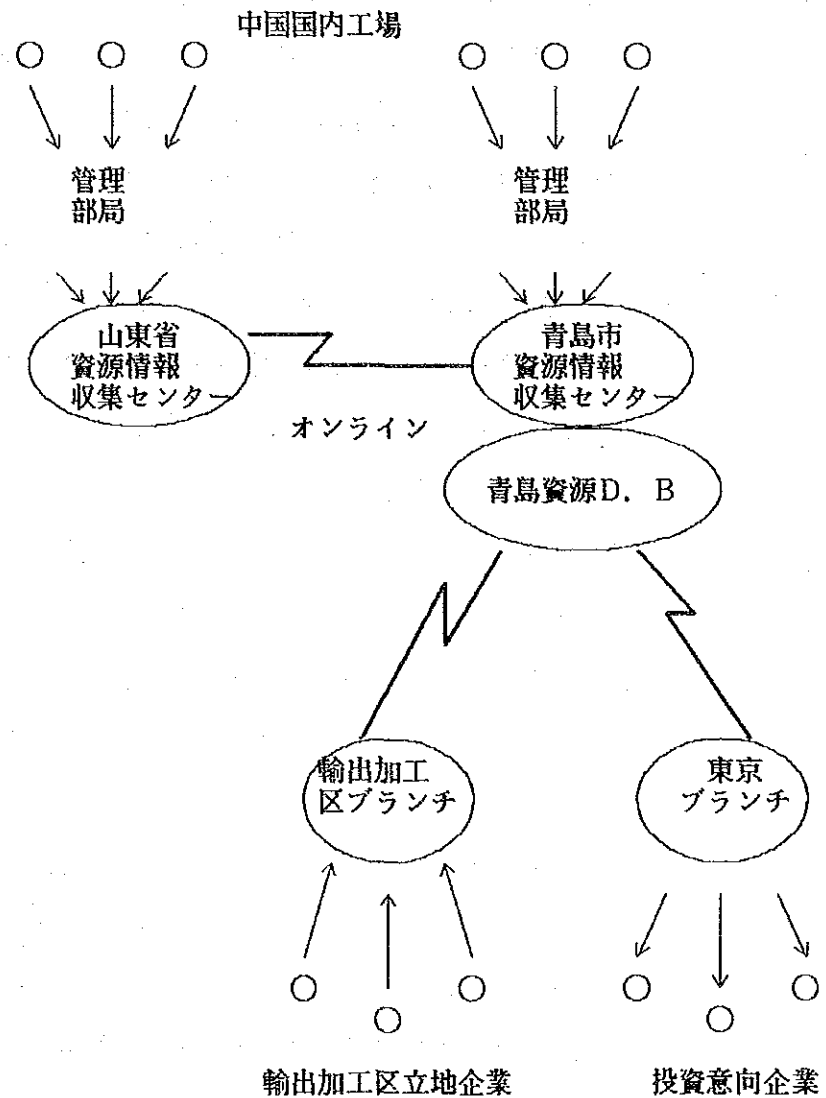 中国国内工場
管理
部局
管理
部局
山東省
資源情報
収集センター
青島市
資源情報
収集センター
オンライン
青島資源D．B
輸出加工
区ブランチ
東京
ブランチ
輸出加工区立地企業
投資意向企業